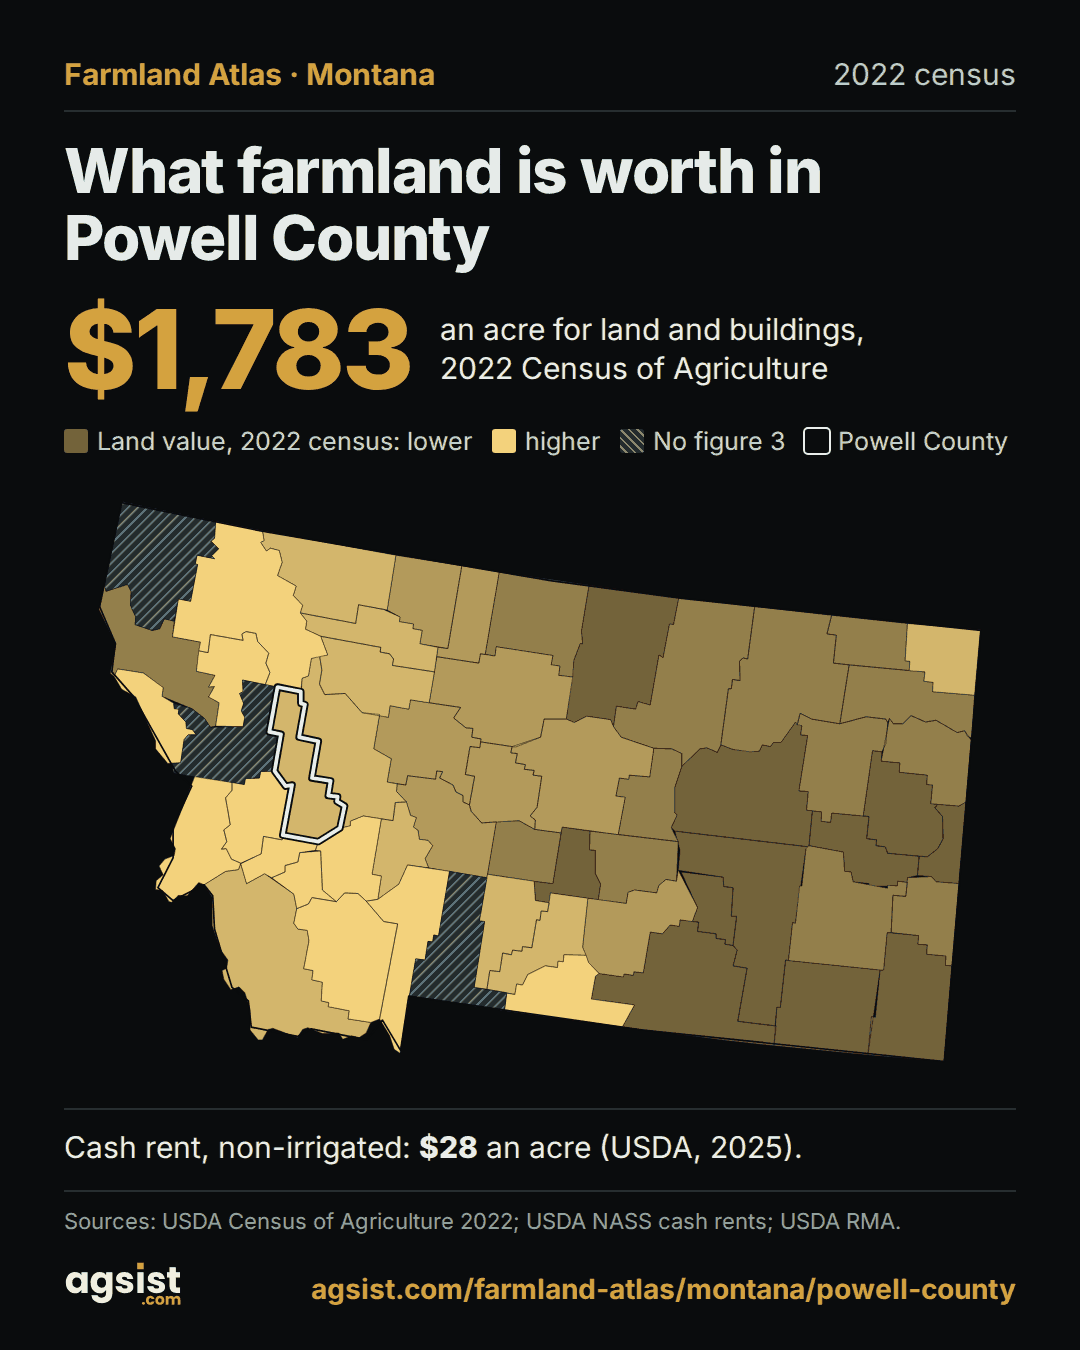 Farmland Atlas · Montana
2022 census
What farmland is worth in
Powell County
$1,783
an acre for land and buildings,
2022 Census of Agriculture
Land value, 2022 census: lower
higher
No figure 3
Powell County
Cash rent, non-irrigated: $28 an acre (USDA, 2025).
Sources: USDA Census of Agriculture 2022; USDA NASS cash rents; USDA RMA.
agsist
.com
agsist.com/farmland-atlas/montana/powell-county